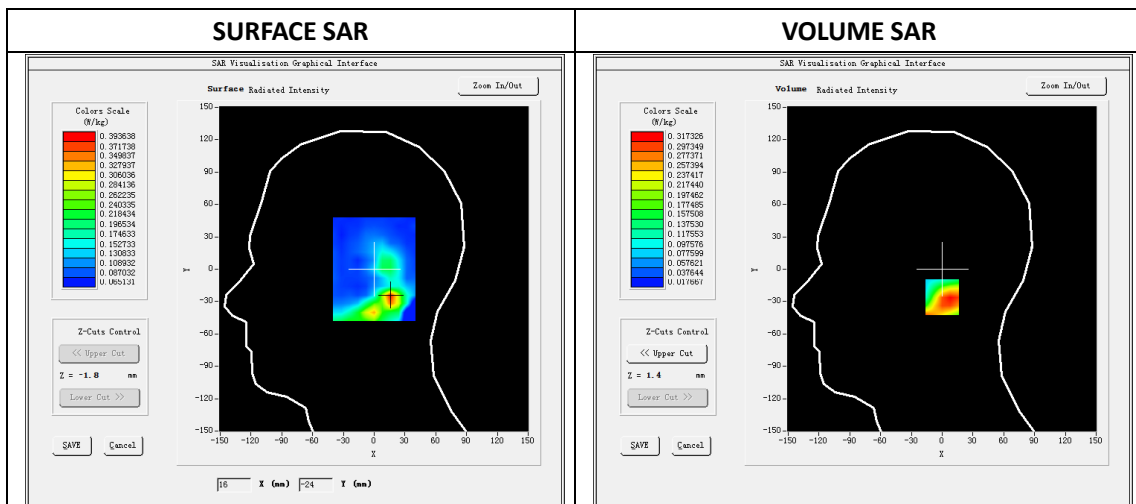 SURFACE SAR
VOLUME SAR
SAR Visualisation Graphical Interface
Surface Radiated Intensity
Zoom In/Out
Colors Scale
(W/kg)
0.393638
0.371738
0.349837
0.327937
0.306036
0.284136
0.262235
0.240335
0.218434
0.196534
0.174633
0.152733
0.130833
0.108932
0.087032
0.065131
150
120
90
60
30
0
-30
-60
-90
-120
-150
Y
-150 -120 -90 -60 -30 0 30 60 90 120 150
X
Z-Cuts Control
<< Upper Cut
Z = -1.8 mm
Lower Cut >>
SAVE Cancel
16 X (mm) -24 Y (mm)
SAR Visualisation Graphical Interface
Volume Radiated Intensity
Zoom In/Out
Colors Scale
(W/kg)
0.317326
0.297349
0.277371
0.257394
0.237417
0.217440
0.197462
0.177485
0.157508
0.137530
0.117553
0.097576
0.077599
0.057621
0.037644
0.017667
150
120
90
60
30
0
-30
-60
-90
-120
-150
Y
-150 -120 -90 -60 -30 0 30 60 90 120 150
X
Z-Cuts Control
<< Upper Cut
Z = 1.4 mm
Lower Cut >>
SAVE Cancel